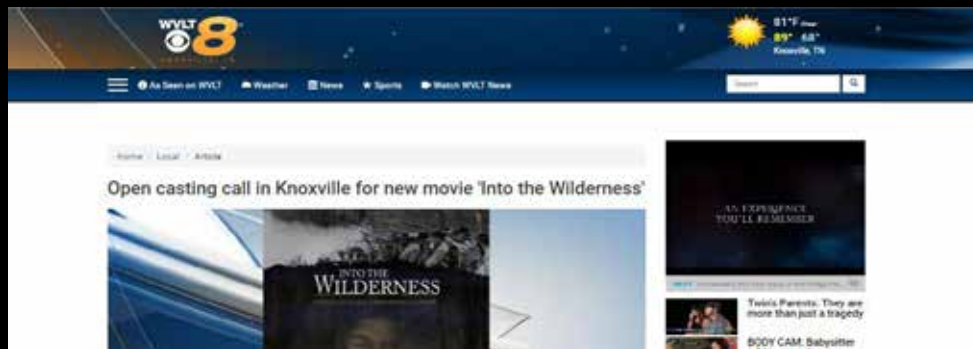 WVLT
8
81°F
89° 68°
Knoxville, TN
As Seen on WVLT Weather News Sports Watch WVLT News
Search
Home Local Article
Open casting call in Knoxville for new movie 'Into the Wilderness'
AN EXPERIENCE
YOU'LL REMEMBER
INTO THE
WILDERNESS
Twin's Parents: They are
more than just a tragedy
BODY CAM: Babysitter